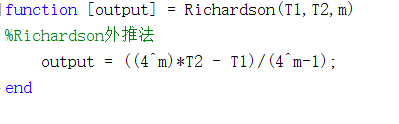 function [output] = Richardson(T1,T2,m)
%Richardson外推法
output = ((4^m)*T2 - T1)/(4^m-1);
end